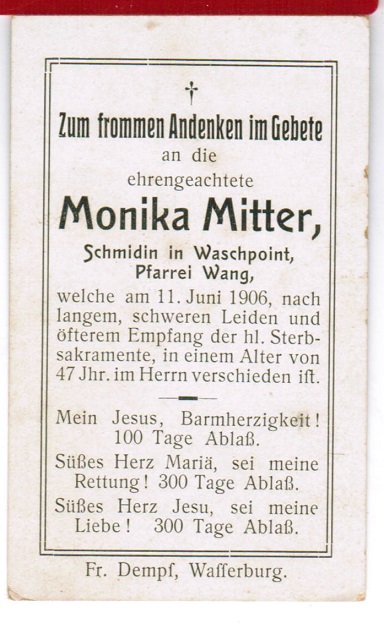 †
Zum frommen Andenken im Gebete
an die
ehrengeachtete
Monika Mitter,
Schmidin in Waschpoint,
Pfarrei Wang,
welche am 11. Juni 1906, nach
langem, schweren Leiden und
öfterem Empfang der hl. Sterb-
sakramente, in einem Alter von
47 Jhr. im Herrn verschieden ist.
Mein Jesus, Barmherzigkeit!
100 Tage Ablaß.
Süßes Herz Mariä, sei meine
Rettung! 300 Tage Ablaß.
Süßes Herz Jesu, sei meine
Liebe! 300 Tage Ablaß.
Fr. Dempf, Wasserburg.